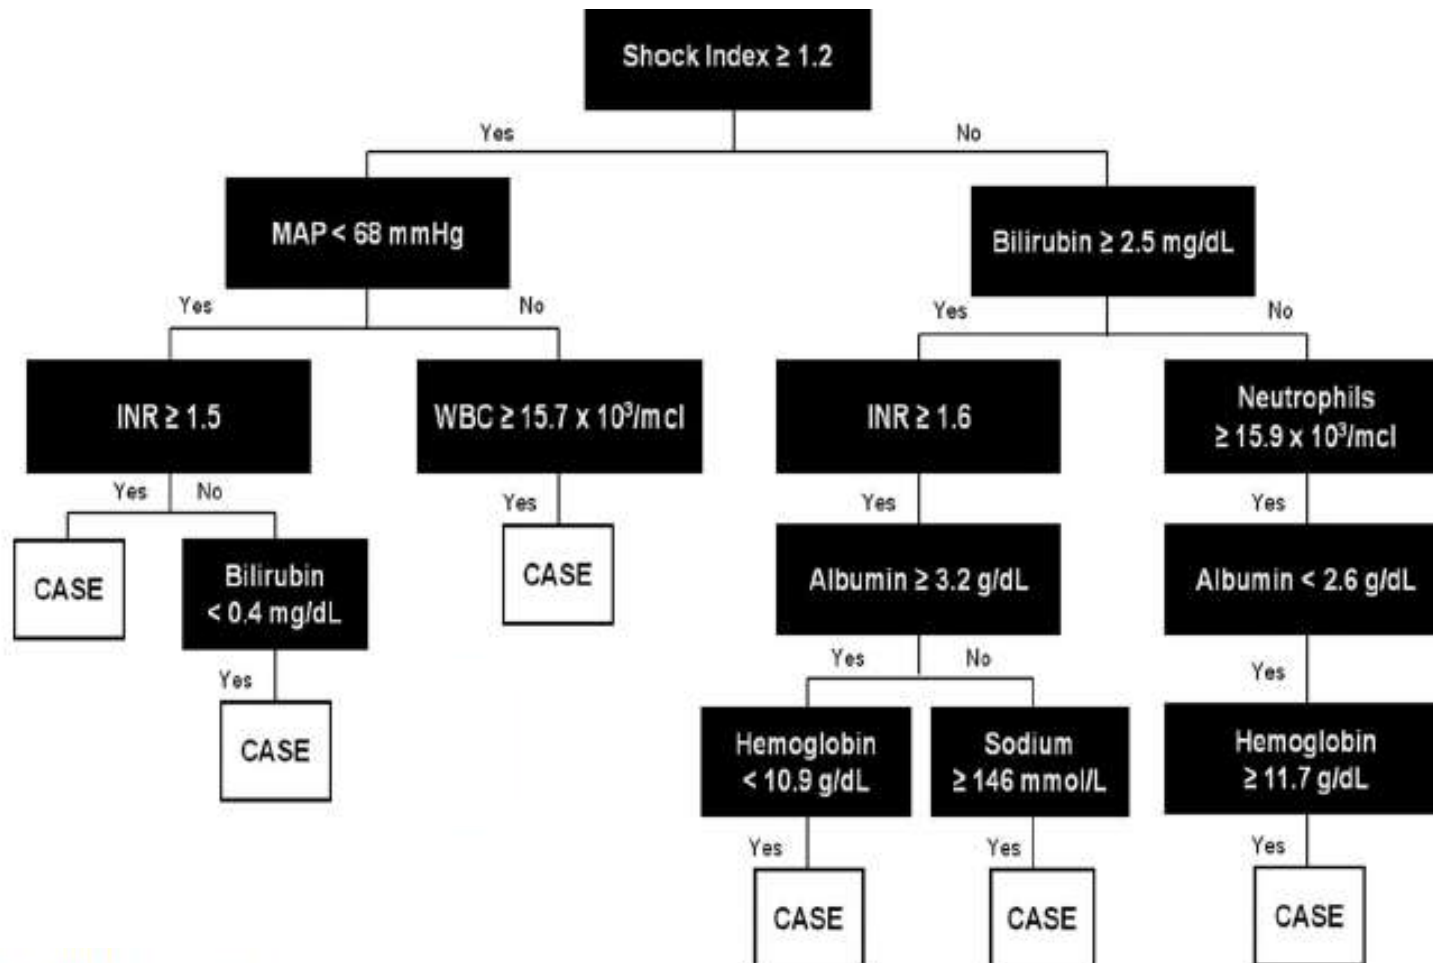 Shock Index ≥ 1.2
Yes
No
MAP < 68 mmHg
Bilirubin ≥ 2.5 mg/dL
Yes
No
Yes
No
INR ≥ 1.5
WBC ≥ 15.7 x 10³/mcl
INR ≥ 1.6
Neutrophils
≥ 15.9 x 10³/mcl
Yes
No
Yes
Yes
Yes
CASE
Bilirubin
< 0.4 mg/dL
CASE
Albumin ≥ 3.2 g/dL
Albumin < 2.6 g/dL
Yes
Yes
No
Yes
CASE
Hemoglobin
< 10.9 g/dL
Sodium
≥ 146 mmol/L
Hemoglobin
≥ 11.7 g/dL
Yes
Yes
Yes
CASE
CASE
CASE